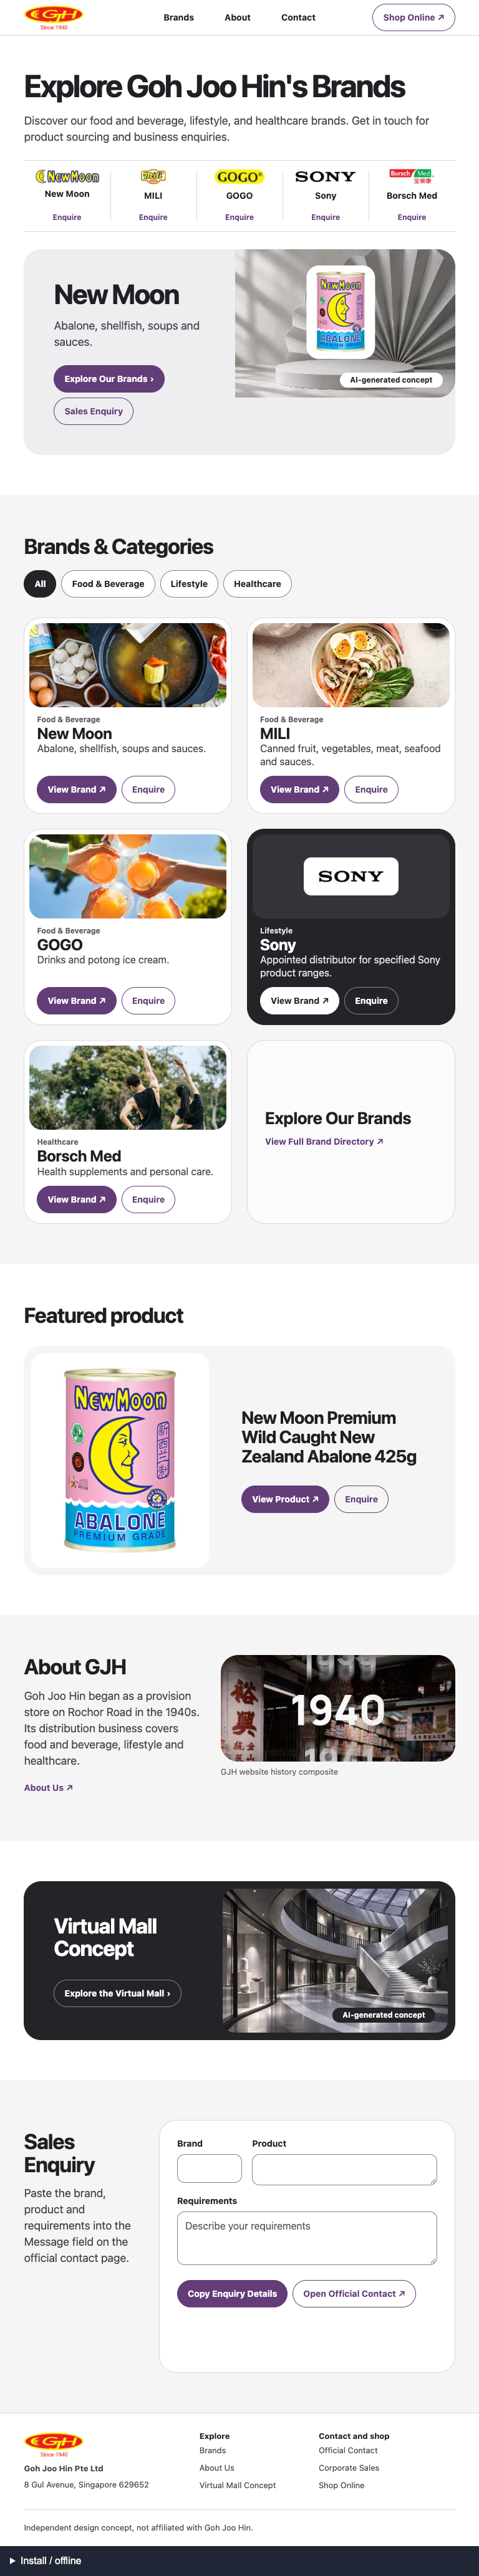 GJH
Since 1940
Brands
About
Contact
Shop Online ↗
Explore Goh Joo Hin's Brands
Discover our food and beverage, lifestyle, and healthcare brands. Get in touch for
product sourcing and business enquiries.
NewMoon
New Moon
Enquire
MILI
Enquire
GOGO
GOGO
Enquire
SONY
Sony
Enquire
Borsch Med
Borsch Med
Enquire
New Moon
Abalone, shellfish, soups and
sauces.
Explore Our Brands ›
Sales Enquiry
NewMoon
ABALONE
AI-generated concept
Brands & Categories
All
Food & Beverage
Lifestyle
Healthcare
Food & Beverage
New Moon
Abalone, shellfish, soups and sauces.
View Brand ↗
Enquire
Food & Beverage
MILI
Canned fruit, vegetables, meat, seafood
and sauces.
View Brand ↗
Enquire
Food & Beverage
GOGO
Drinks and potong ice cream.
View Brand ↗
Enquire
SONY
Lifestyle
Sony
Appointed distributor for specified Sony
product ranges.
View Brand ↗
Enquire
Healthcare
Borsch Med
Health supplements and personal care.
View Brand ↗
Enquire
Explore Our Brands
View Full Brand Directory ↗
Featured product
NewMoon
ABALONE
PREMIUM GRADE
New Moon Premium
Wild Caught New
Zealand Abalone 425g
View Product ↗
Enquire
About GJH
Goh Joo Hin began as a provision
store on Rochor Road in the 1940s.
Its distribution business covers
food and beverage, lifestyle and
healthcare.
About Us ↗
1939
裕興
1940
GJH website history composite
Virtual Mall
Concept
Explore the Virtual Mall ›
AI-generated concept
Sales
Enquiry
Paste the brand,
product and
requirements into the
Message field on the
official contact page.
Brand
Product
Requirements
Describe your requirements
Copy Enquiry Details
Open Official Contact ↗
GJH
Since 1940
Goh Joo Hin Pte Ltd
8 Gul Avenue, Singapore 629652
Explore
Brands
About Us
Virtual Mall Concept
Contact and shop
Official Contact
Corporate Sales
Shop Online
Independent design concept, not affiliated with Goh Joo Hin.
▶ Install / offline